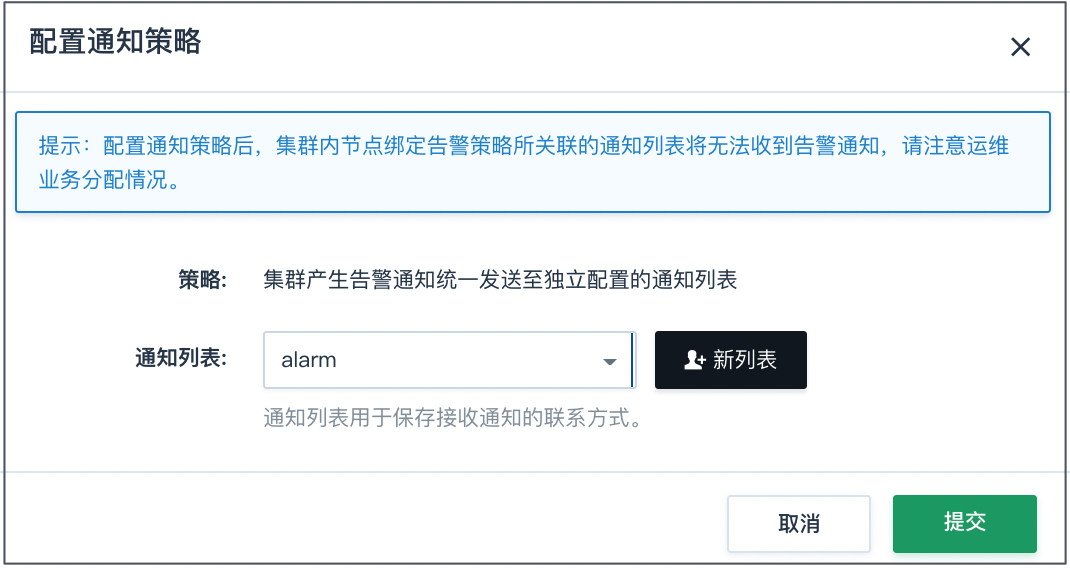 配置通知策略
提示：配置通知策略后，集群内节点绑定告警策略所关联的通知列表将无法收到告警通知，请注意运维
业务分配情况。
策略: 集群产生告警通知统一发送至独立配置的通知列表
通知列表: alarm 新列表
通知列表用于保存接收通知的联系方式。
取消 提交